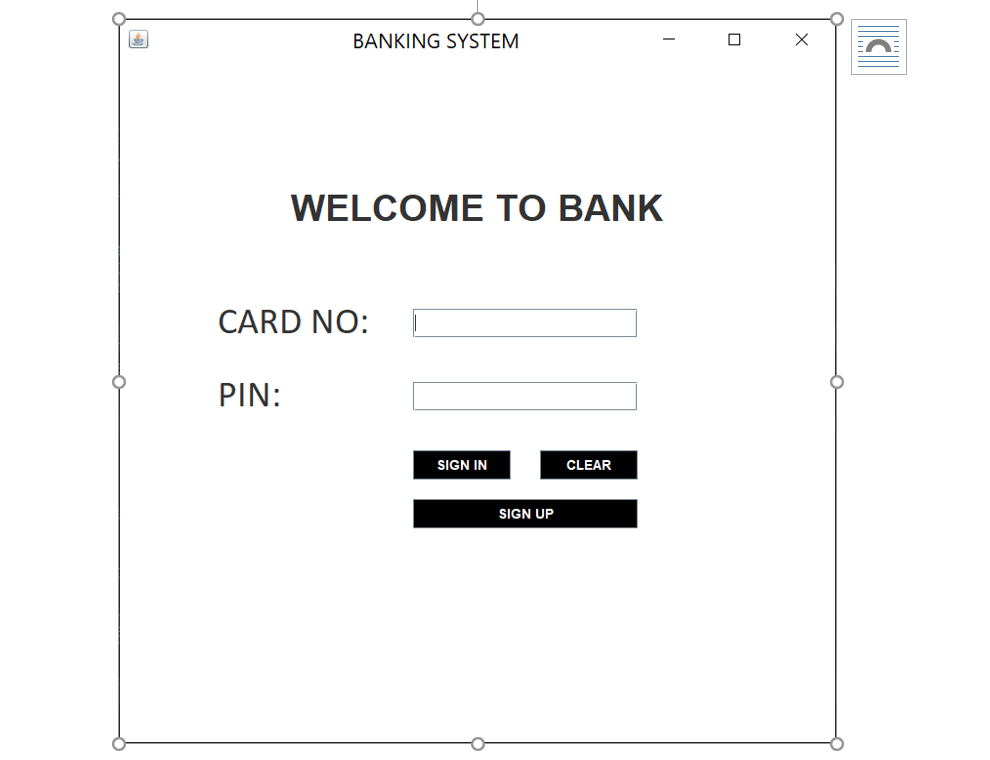 BANKING SYSTEM
WELCOME TO BANK
CARD NO:
PIN:
SIGN IN CLEAR
SIGN UP